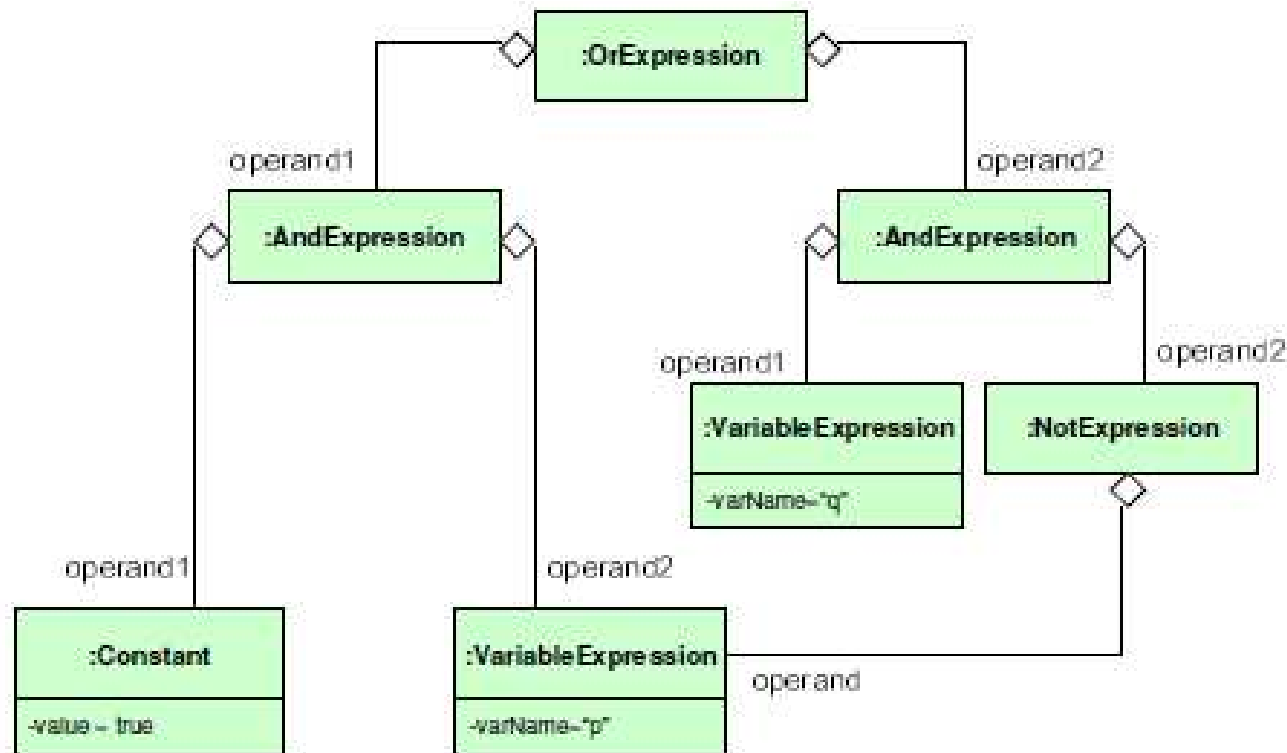 :OrExpression
operand1
operand2
:AndExpression
:AndExpression
operand1
operand2
:VariableExpression
-varName="q"
:NotExpression
operand1
operand2
:Constant
-value = true
:VariableExpression
-varName="p"
operand